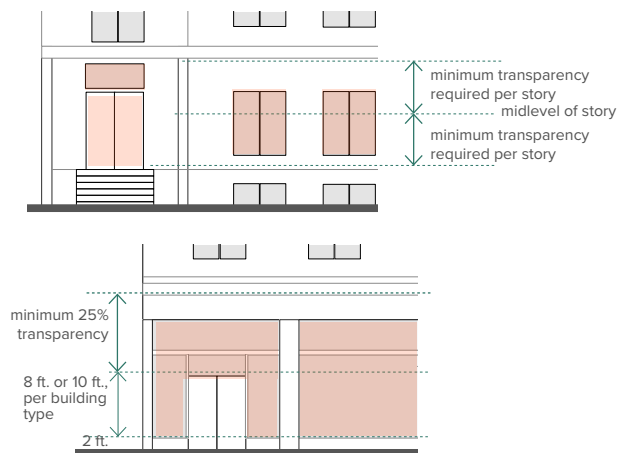 minimum transparency
required per story
midlevel of story
minimum transparency
required per story
minimum 25%
transparency
8 ft. or 10 ft.,
per building
type
2 ft.